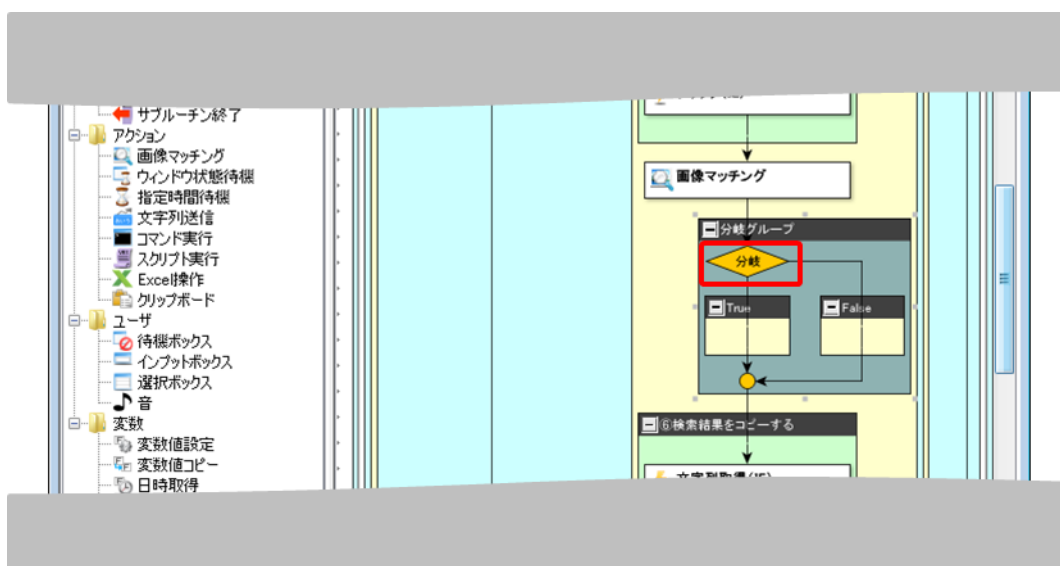 サブルーチン終了
アクション
画像マッチング
ウィンドウ状態待機
指定時間待機
文字列送信
コマンド実行
スクリプト実行
Excel操作
クリップボード
ユーザ
待機ボックス
インプットボックス
選択ボックス
音
変数
変数値設定
変数値コピー
日時取得
画像マッチング
分岐グループ
分岐
True
False
⑥検索結果をコピーする
文字列取得(IE)